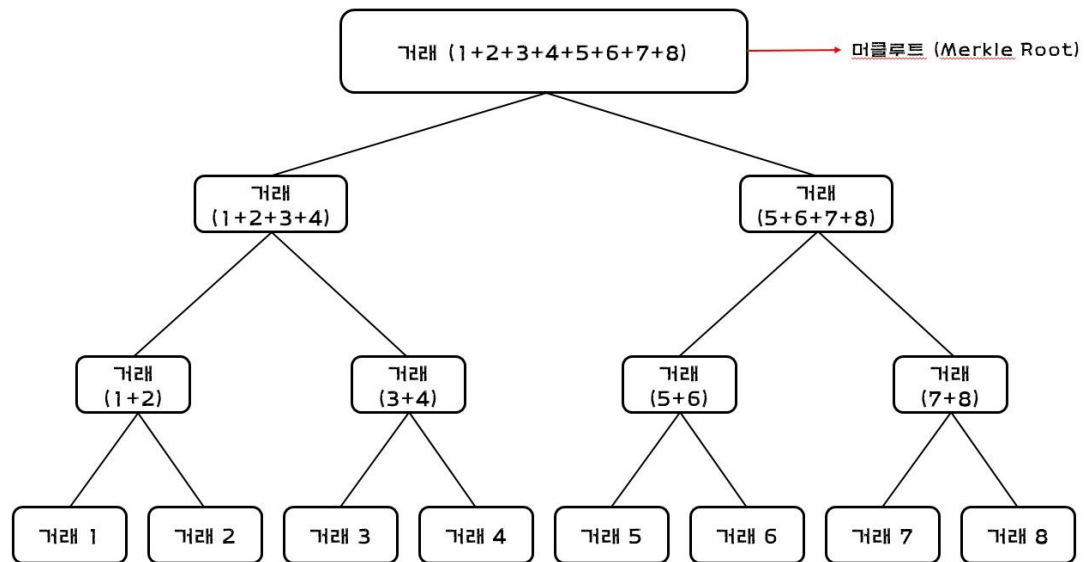 거래 (1+2+3+4+5+6+7+8)
머클루트 (Merkle Root)
거래
(1+2+3+4)
거래
(5+6+7+8)
거래
(1+2)
거래
(3+4)
거래
(5+6)
거래
(7+8)
거래 1
거래 2
거래 3
거래 4
거래 5
거래 6
거래 7
거래 8